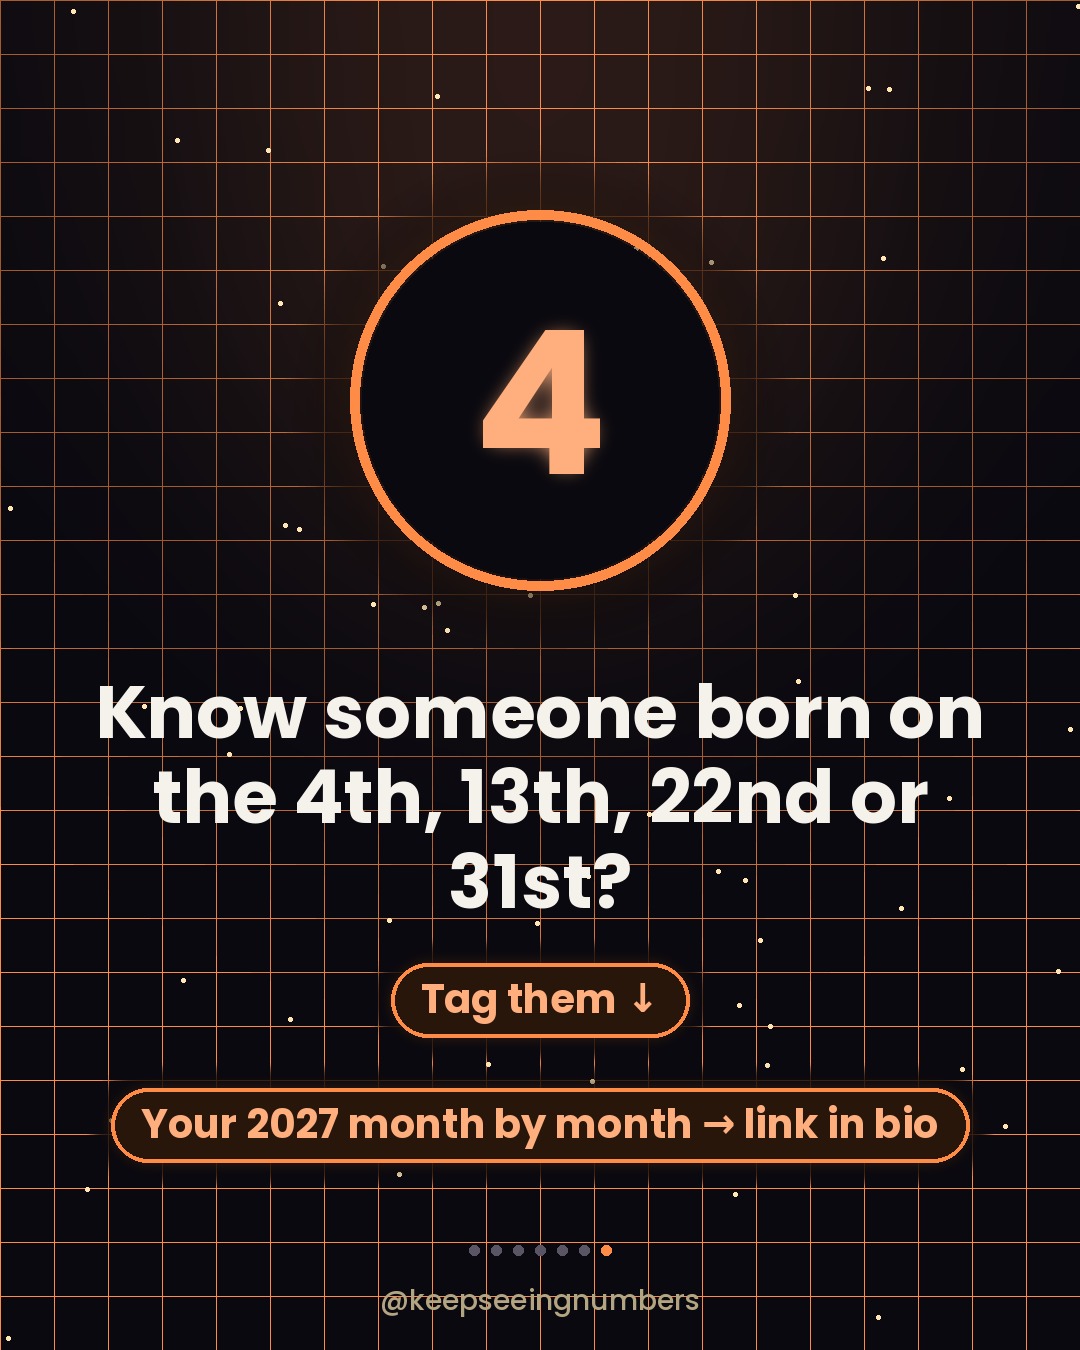 4
Know someone born on
the 4th, 13th, 22nd or
31st?
Tag them ↓
Your 2027 month by month → link in bio
@keepseeingnumbers